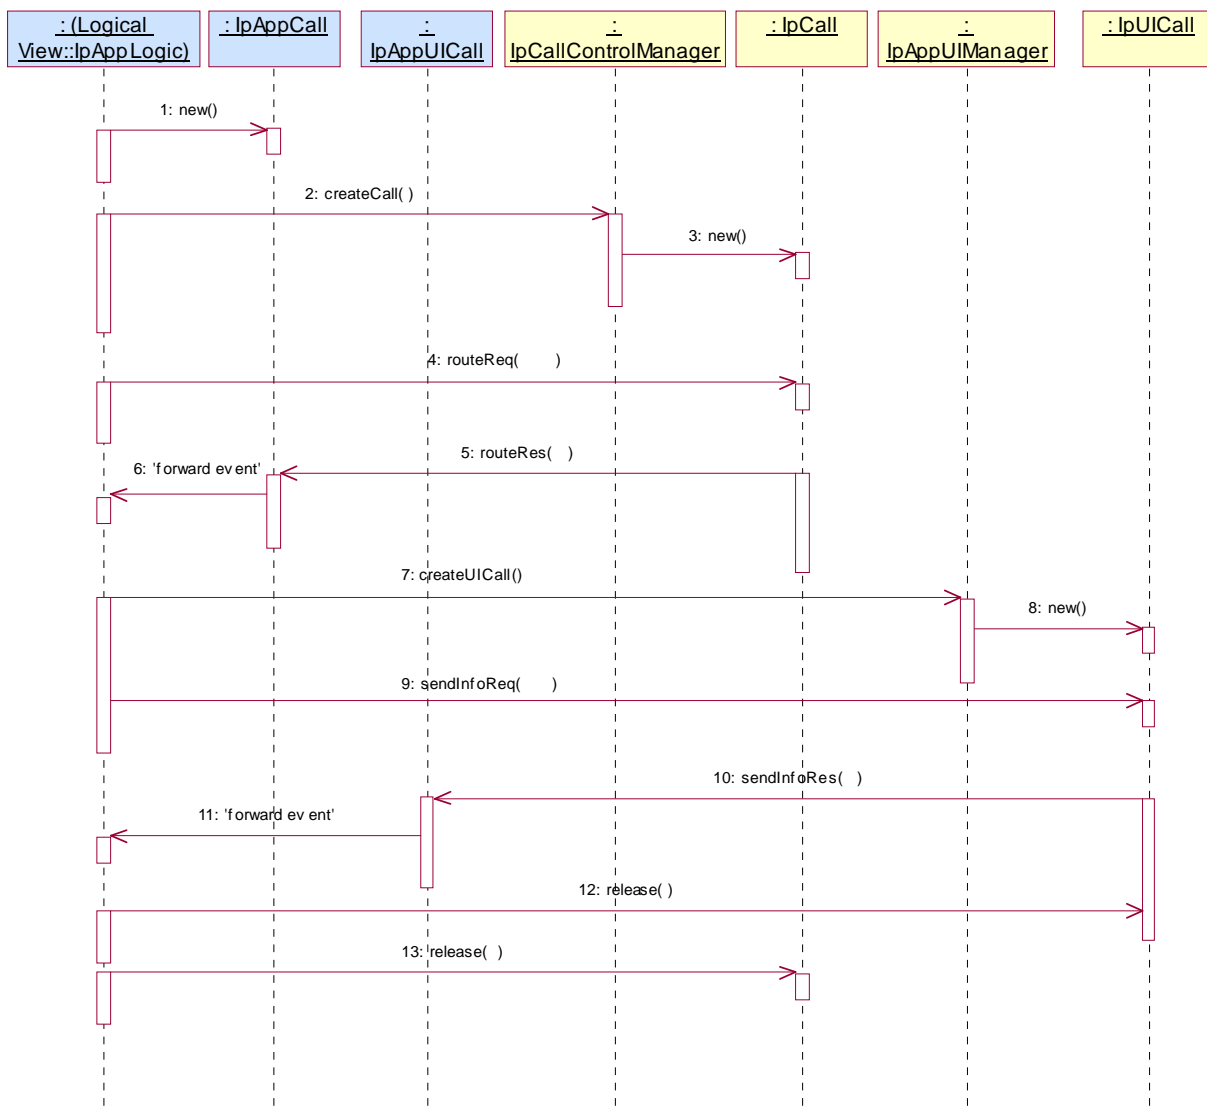 : (Logical
View::IpAppLogic)
: IpAppCall
:
IpAppUICall
:
IpCallControlManager
: IpCall
:
IpAppUIManager
: IpUICall
1: new()
2: createCall( )
3: new()
4: routeReq( )
5: routeRes( )
6: 'forward event'
7: createUICall()
8: new()
9: sendInfoReq( )
10: sendInfoRes( )
11: 'forward event'
12: release( )
13: release( )